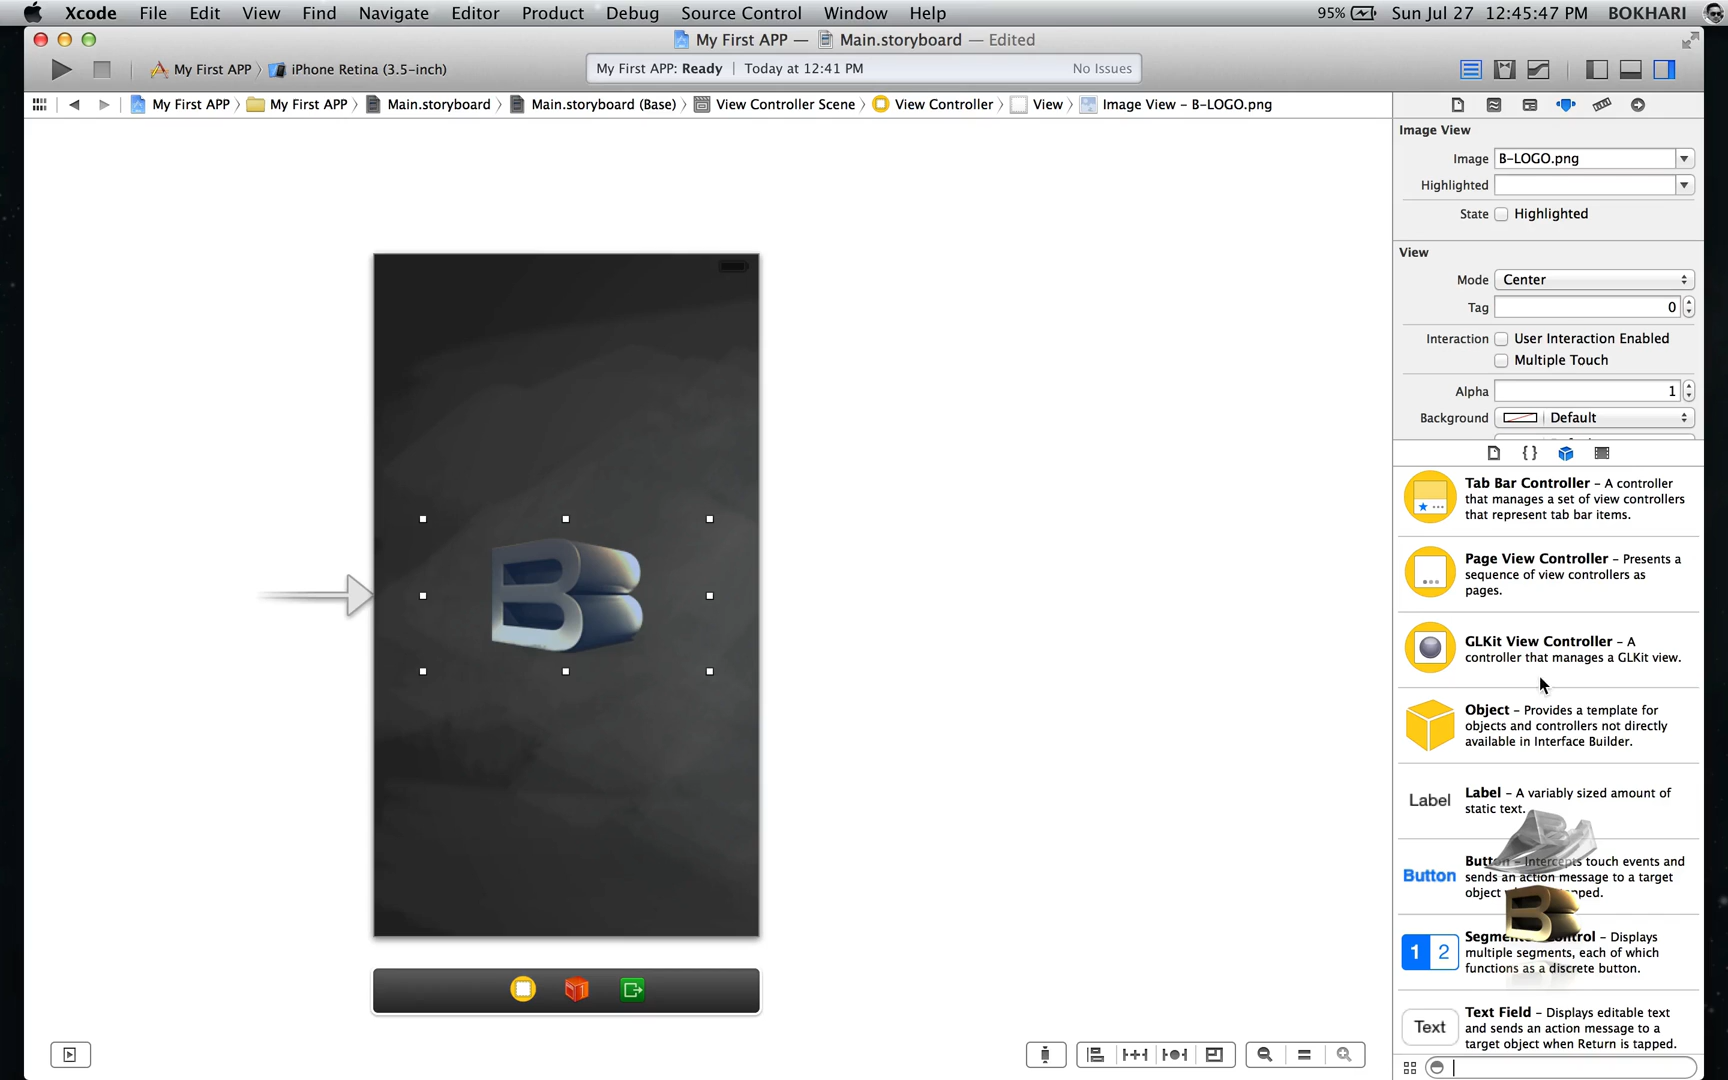 Xcode File Edit View Find Navigate Editor Product Debug Source Control Window Help 95% Sun Jul 27 12:45:47 PM BOKHARI
My First APP — Main.storyboard — Edited
My First APP iPhone Retina (3.5-inch) My First APP: Ready Today at 12:41 PM No Issues
My First APP My First APP Main.storyboard Main.storyboard (Base) View Controller Scene View Controller View Image View – B-LOGO.png
Image View
Image B-LOGO.png
Highlighted
State Highlighted
View
Mode Center
Tag 0
Interaction User Interaction Enabled
Multiple Touch
Alpha 1
Background Default
{ }
Tab Bar Controller – A controller
that manages a set of view controllers
that represent tab bar items.
Page View Controller – Presents a
sequence of view controllers as
pages.
GLKit View Controller – A
controller that manages a GLKit view.
Object – Provides a template for
objects and controllers not directly
available in Interface Builder.
Label Label – A variably sized amount of
static text.
Button – Intercepts touch events and
Button sends an action message to a target
object when tapped.
Segmented Control – Displays
1 2 multiple segments, each of which
functions as a discrete button.
Text Field – Displays editable text
Text and sends an action message to a
target object when Return is tapped.
B
B